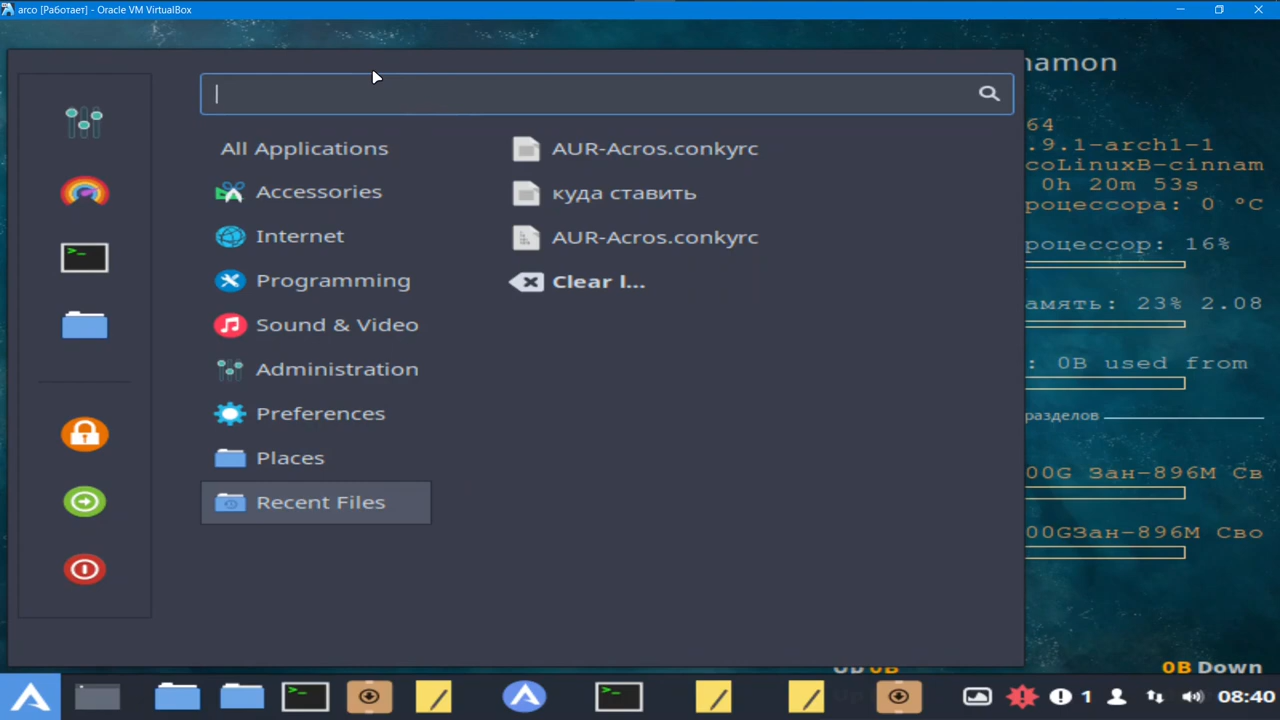 arco [Работает] - Oracle VM VirtualBox
namon
All Applications
Accessories
Internet
Programming
Sound & Video
Administration
Preferences
Places
Recent Files
AUR-Acros.conkyrc
куда ставить
AUR-Acros.conkyrc
Clear l...
64
.9.1-arch1-1
coLinuxB-cinnam
0h 20m 53s
роцессора: 0 °C
роцессор: 16%
амять: 23% 2.08
: 0B used from
разделов
00G Зан-896M Св
00GЗан-896M Сво
Up 0B
0B Down
1
08:40